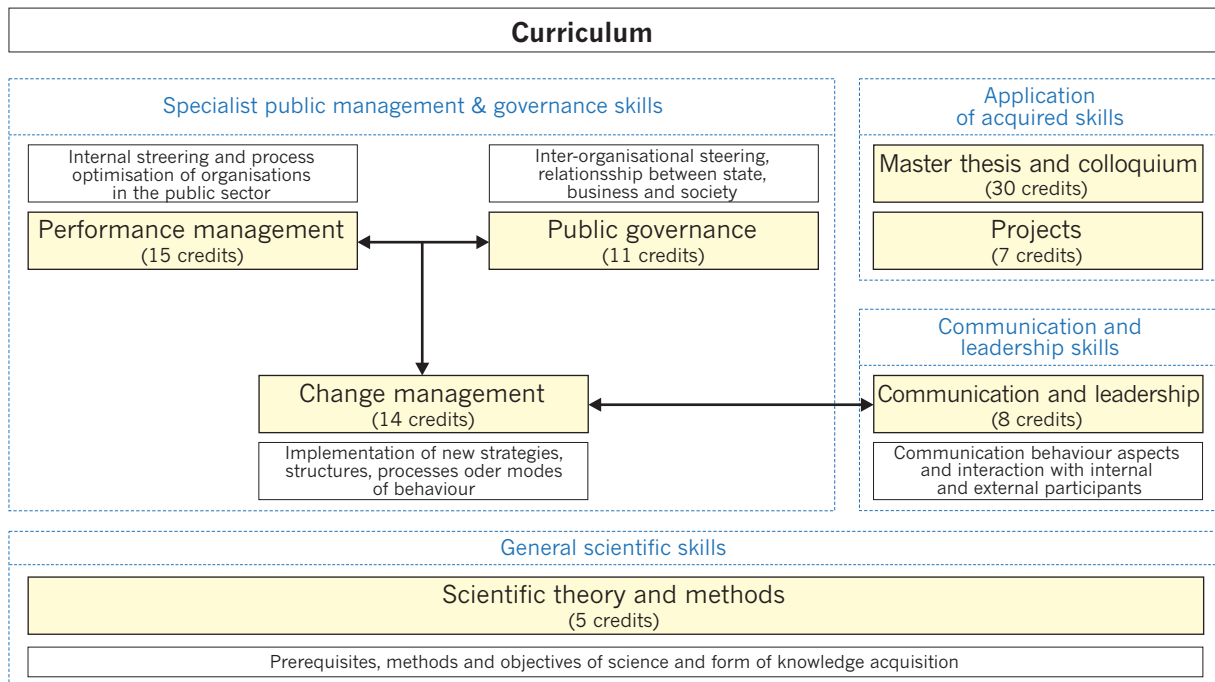 Curriculum
Specialist public management & governance skills
Internal streering and process
optimisation of organisations
in the public sector
Performance management
(15 credits)
Inter-organisational steering,
relationsship between state,
business and society
Public governance
(11 credits)
Change management
(14 credits)
Implementation of new strategies,
structures, processes oder modes
of behaviour
Application
of acquired skills
Master thesis and colloquium
(30 credits)
Projects
(7 credits)
Communication and
leadership skills
Communication and leadership
(8 credits)
Communication behaviour aspects
and interaction with internal
and external participants
General scientific skills
Scientific theory and methods
(5 credits)
Prerequisites, methods and objectives of science and form of knowledge acquisition